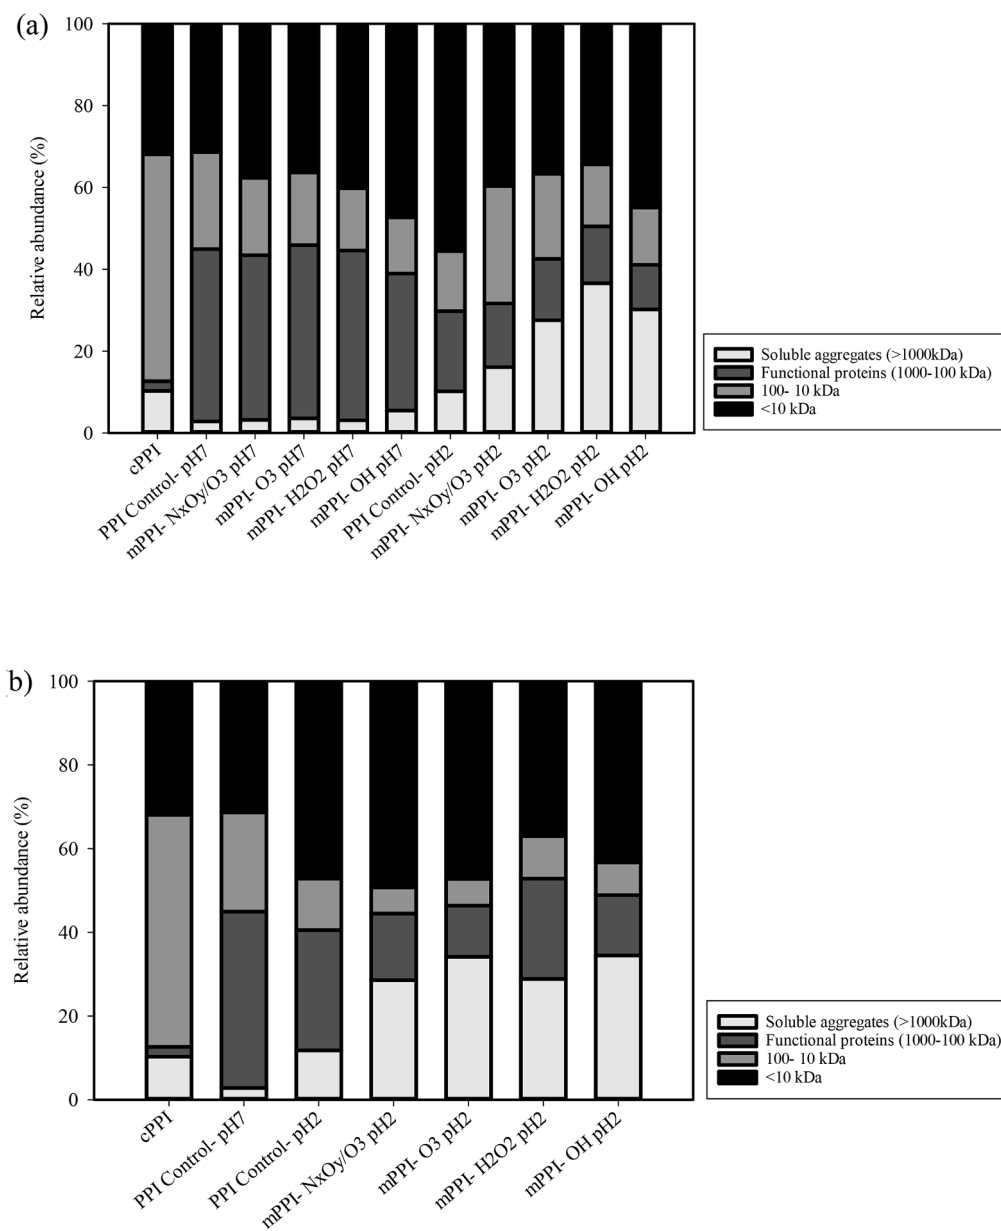 (a)
100
80
60
40
20
0
Relative abundance (%)
cPPI
PPI Control- pH7
mPPI- NxOy/O3 pH7
mPPI- O3 pH7
mPPI- H2O2 pH7
mPPI- OH pH7
PPI Control- pH2
mPPI- NxOy/O3 pH2
mPPI- O3 pH2
mPPI- H2O2 pH2
mPPI- OH pH2
Soluble aggregates (>1000kDa)
Functional proteins (1000-100 kDa)
100- 10 kDa
<10 kDa
b)
100
80
60
40
20
0
Relative abundance (%)
cPPI
PPI Control- pH7
PPI Control- pH2
mPPI- NxOy/O3 pH2
mPPI- O3 pH2
mPPI- H2O2 pH2
mPPI- OH pH2
Soluble aggregates (>1000kDa)
Functional proteins (1000-100 kDa)
100- 10 kDa
<10 kDa